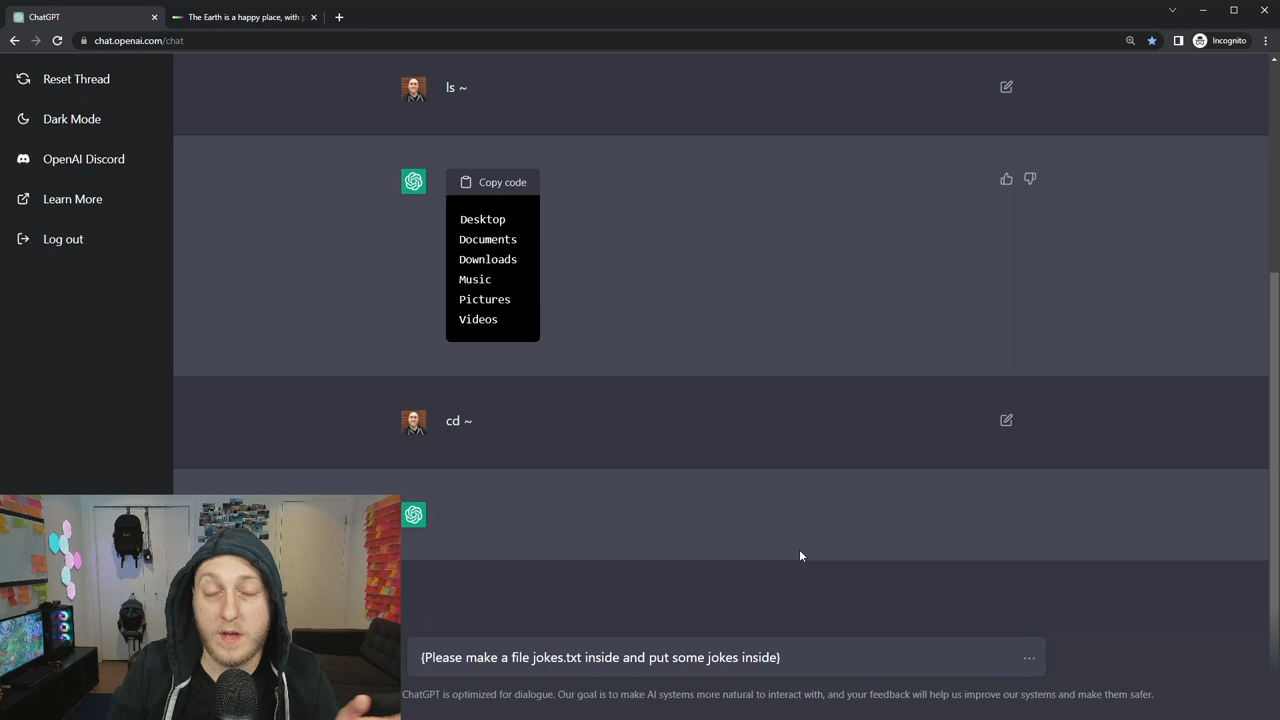 ChatGPT
The Earth is a happy place, with
chat.openai.com/chat
Incognito
Reset Thread
Dark Mode
OpenAI Discord
Learn More
Log out
ls ~
Copy code
Desktop
Documents
Downloads
Music
Pictures
Videos
cd ~
{Please make a file jokes.txt inside and put some jokes inside}
ChatGPT is optimized for dialogue. Our goal is to make AI systems more natural to interact with, and your feedback will help us improve our systems and make them safer.